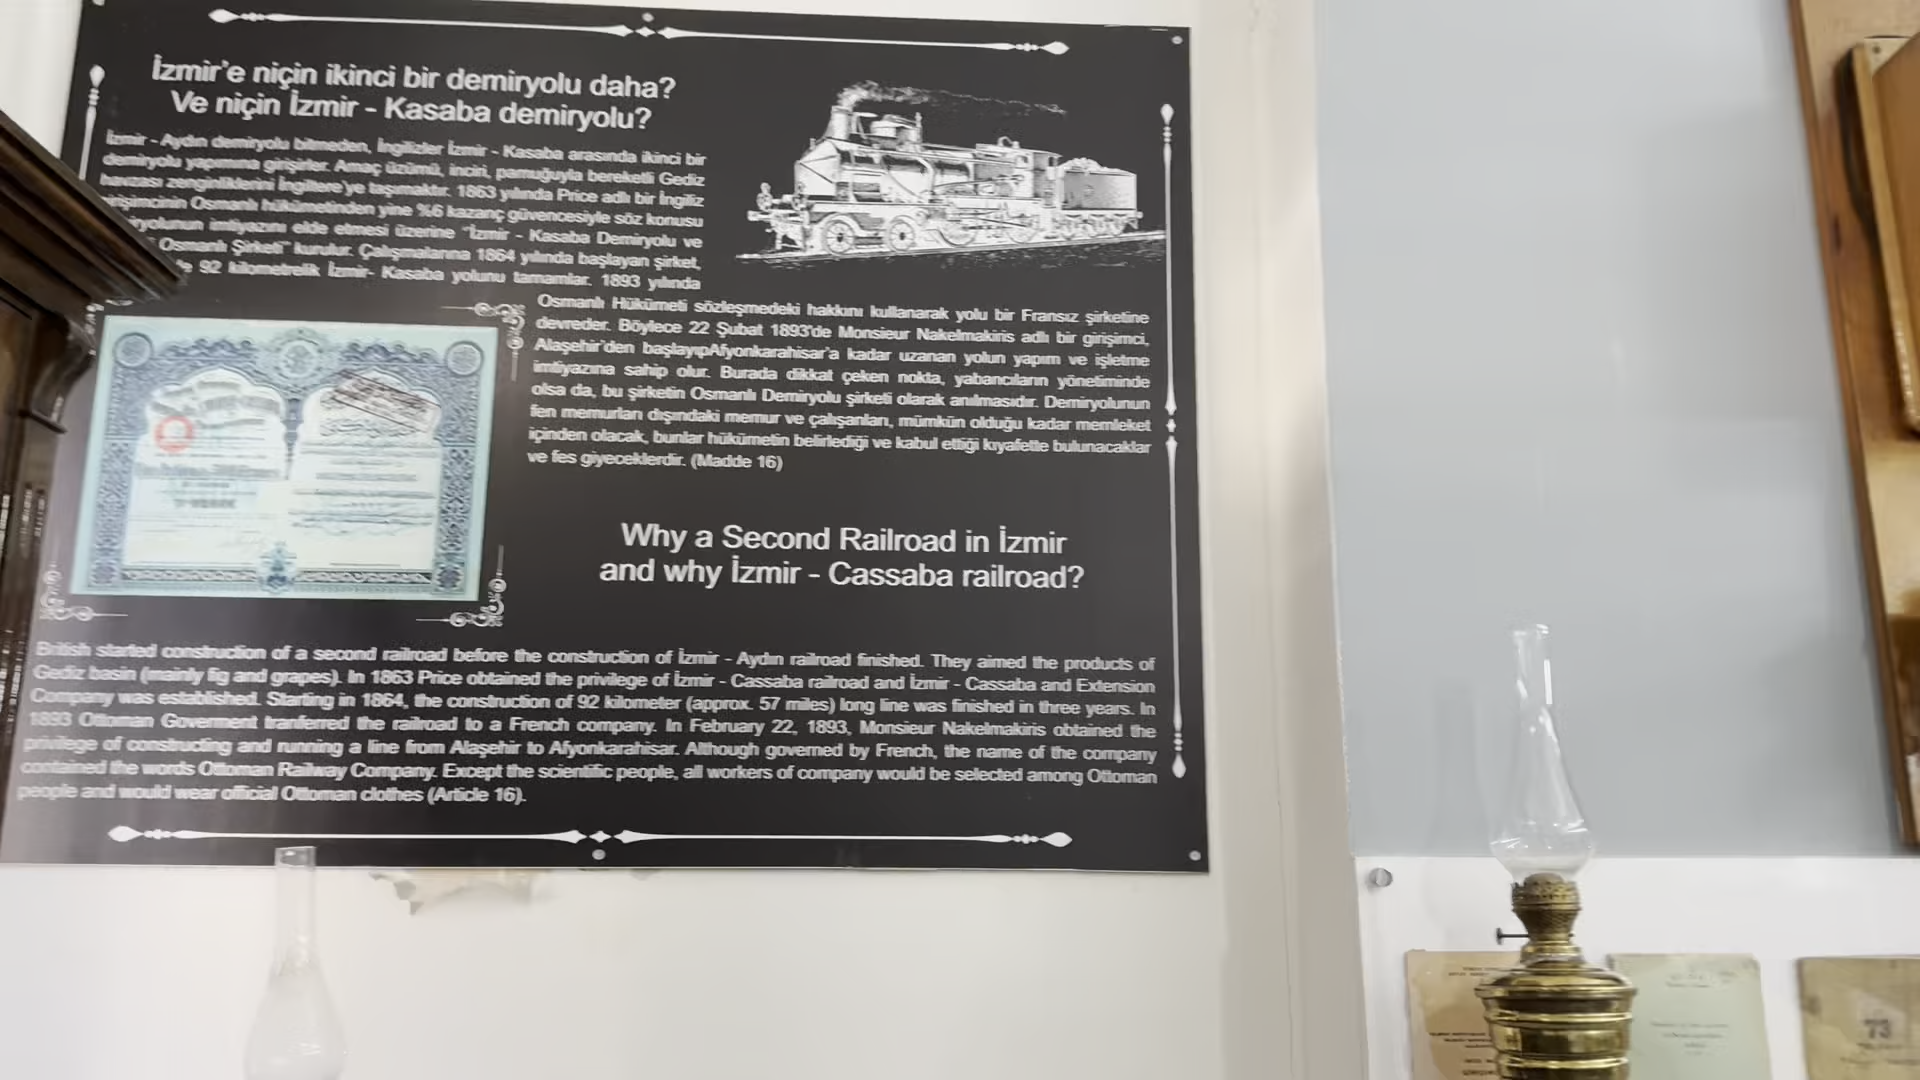 İzmir'e niçin ikinci bir demiryolu daha?
Ve niçin İzmir - Kasaba demiryolu?
İzmir - Aydın demiryolu bitmeden, İngilizler İzmir - Kasaba arasında ikinci bir
demiryolu yapımına girişirler. Amaç üzümü, inciri, pamuğuyla bereketli Gediz
havzası zenginliklerini İngiltere'ye taşımaktır. 1863 yılında Price adlı bir İngiliz
girişimcinin Osmanlı hükümetinden yine %6 kazanç güvencesiyle söz konusu
imtiyazını elde etmesi üzerine "İzmir - Kasaba Demiryolu ve
Osmanlı Şirketi" kurulur. Çalışmalarına 1864 yılında başlayan şirket,
92 kilometrelik İzmir- Kasaba yolunu tamamlar. 1893 yılında
Osmanlı Hükümeti sözleşmedeki hakkını kullanarak yolu bir Fransız şirketine
devreder. Böylece 22 Şubat 1893'de Monsieur Nakelmakiris adlı bir girişimci,
Alaşehir'den başlayıpAfyonkarahisar'a kadar uzanan yolun yapım ve işletme
imtiyazına sahip olur. Burada dikkat çeken nokta, yabancıların yönetiminde
olsa da, bu şirketin Osmanlı Demiryolu şirketi olarak anılmasıdır. Demiryolunun
fen memurları dışındaki memur ve çalışanları, mümkün olduğu kadar memleket
içinden olacak, bunlar hükümetin belirlediği ve kabul ettiği kıyafette bulunacaklar
ve fes giyeceklerdir. (Madde 16)
Why a Second Railroad in İzmir
and why İzmir - Cassaba railroad?
British started construction of a second railroad before the construction of İzmir - Aydın railroad finished. They aimed the products of
Gediz basin (mainly fig and grapes). In 1863 Price obtained the privilege of İzmir - Cassaba railroad and İzmir - Cassaba and Extension
Company was established. Starting in 1864, the construction of 92 kilometer (approx. 57 miles) long line was finished in three years. In
1893 Ottoman Goverment tranferred the railroad to a French company. In February 22, 1893, Monsieur Nakelmakiris obtained the
privilege of constructing and running a line from Alaşehir to Afyonkarahisar. Although governed by French, the name of the company
contained the words Ottoman Railway Company. Except the scientific people, all workers of company would be selected among Ottoman
people and would wear official Ottoman clothes (Article 16).
73